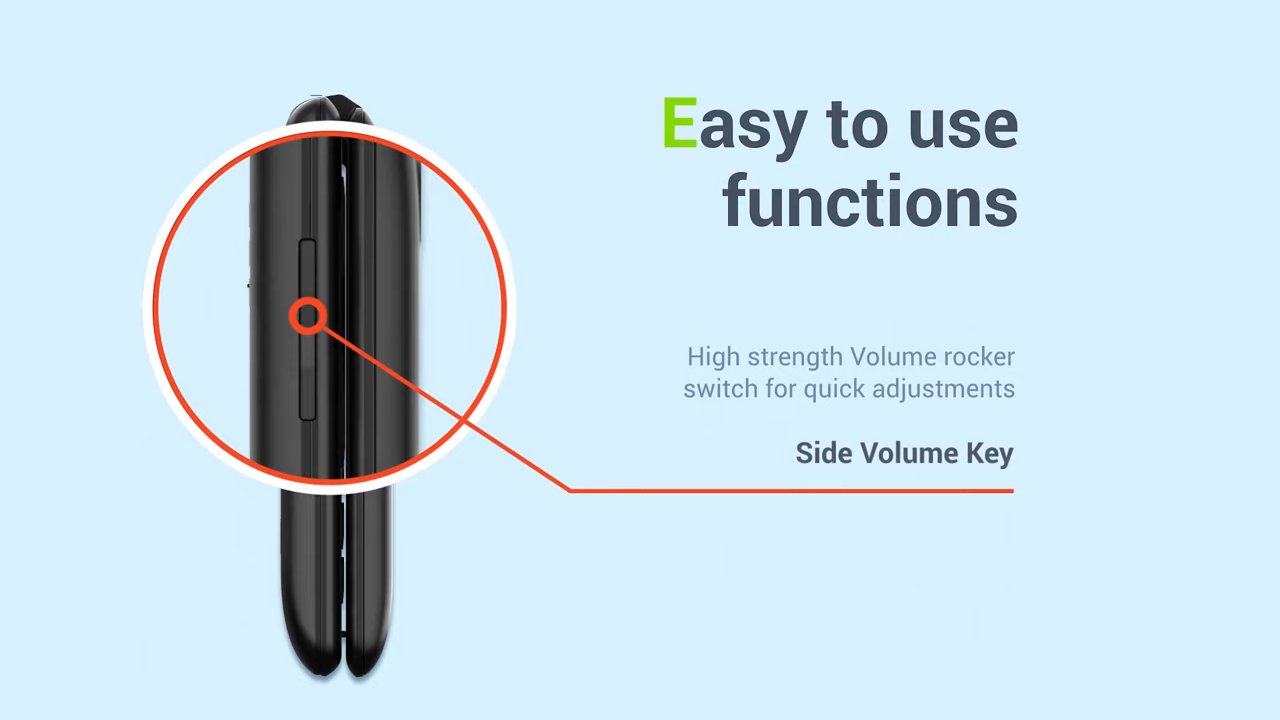 Easy to use
functions
High strength Volume rocker
switch for quick adjustments
Side Volume Key